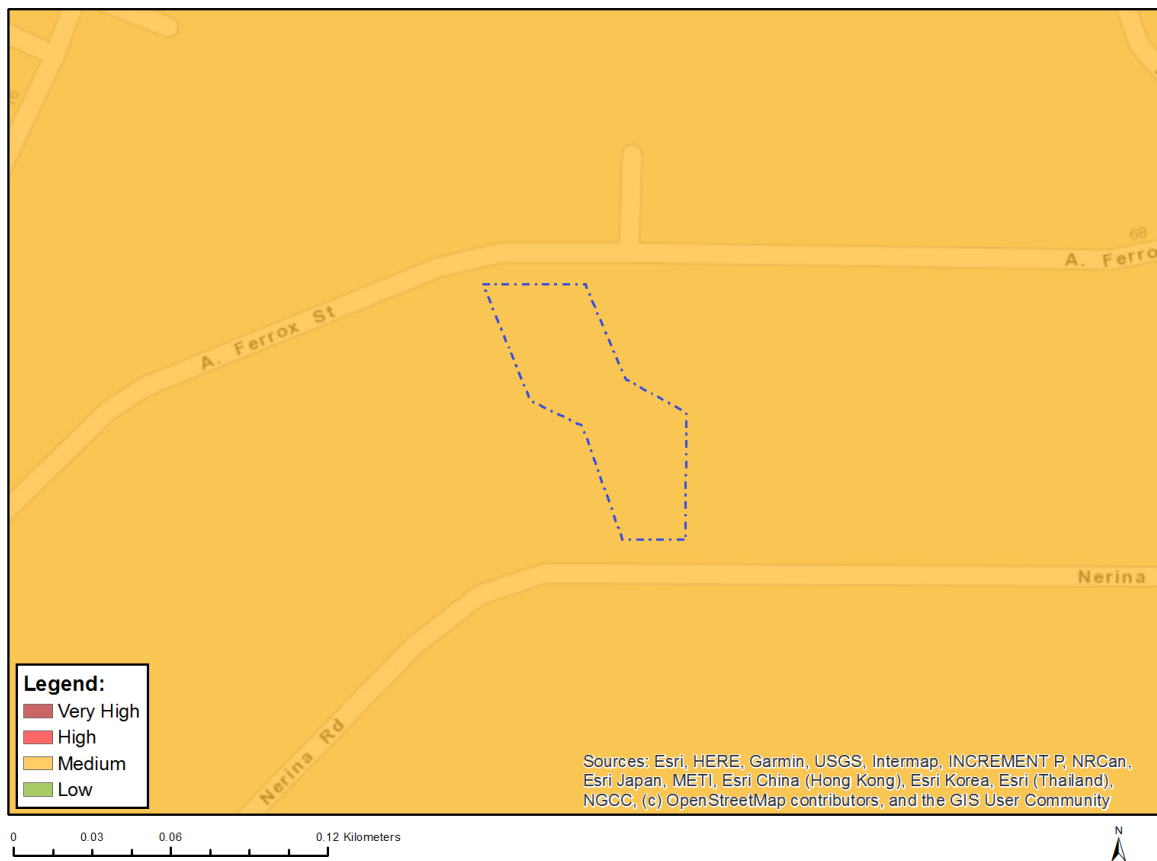 68
A. Ferro
A. Ferrox St
Nerina
Nerina Rd
Legend:
Very High
High
Medium
Low
Sources: Esri, HERE, Garmin, USGS, Intermap, INCREMENT P, NRCan,
Esri Japan, METI, Esri China (Hong Kong), Esri Korea, Esri (Thailand),
NGCC, (c) OpenStreetMap contributors, and the GIS User Community
0 0.03 0.06 0.12 Kilometers
N